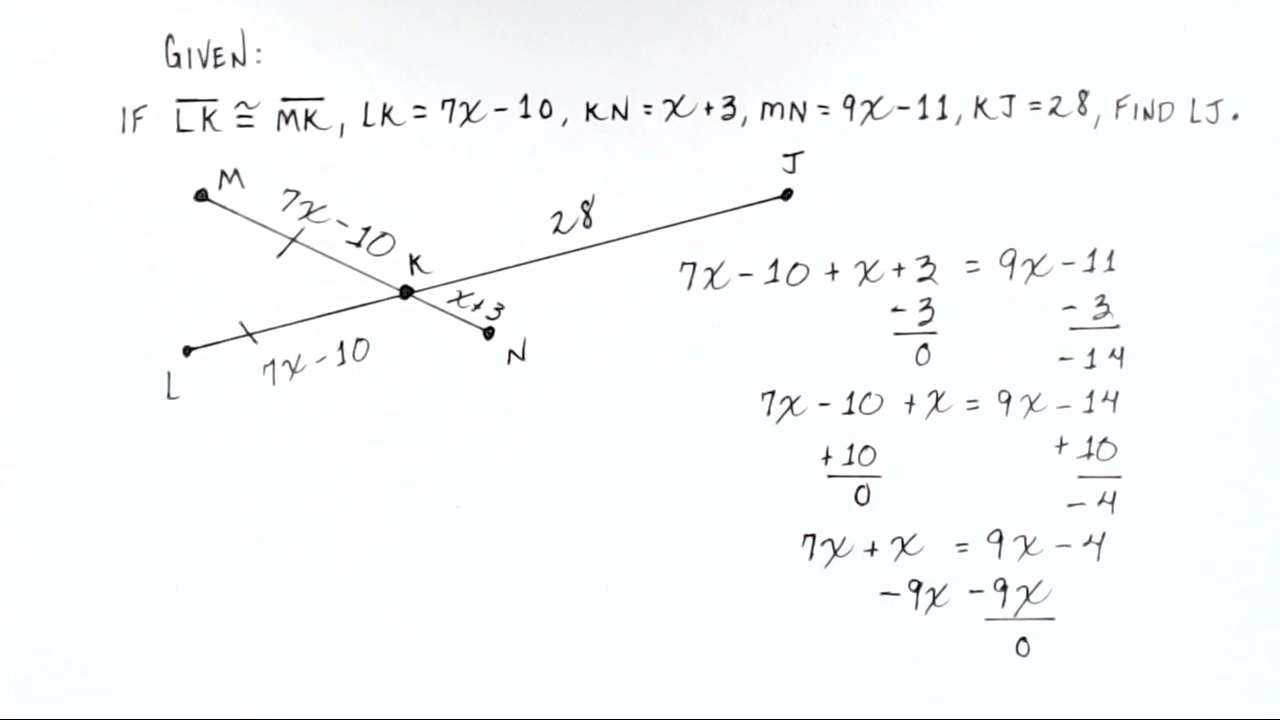 GIVEN:
IF LK ≅ MK, LK = 7x - 10, KN = x + 3, MN = 9x - 11, KJ = 28, FIND LJ.
M
J
7x - 10
28
K
x+3
7x - 10
N
L
7x - 10 + x + 3 = 9x - 11
- 3 - 3
0 - 14
7x - 10 + x = 9x - 14
+ 10 + 10
0 - 4
7x + x = 9x - 4
- 9x - 9x
0